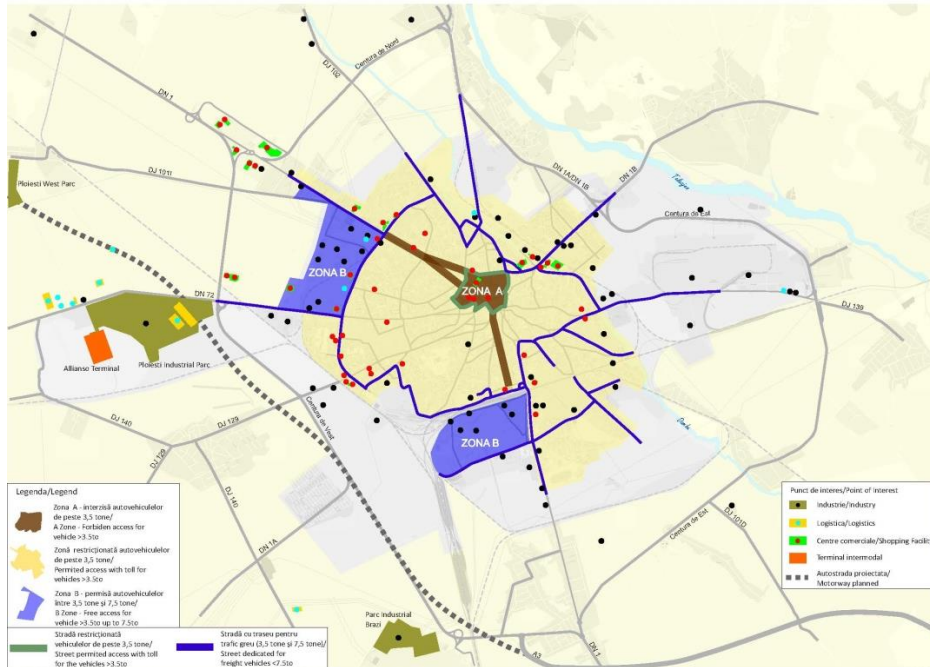 DN 1
DJ 102
Centura de Nord
DJ 101I
Ploiesti West Parc
DN 1A/DN 1B
DN 1B
Centura de Est
ZONA B
ZONA A
DN 72
DJ 139
Allianso Terminal
Ploiesti Industrial Parc
DJ 140
DJ 129
Centura de Vest
DJ 129
DJ 140
DN 1A
ZONA B
Centura de Est
DJ 101D
Parc Industrial
Brazi
A3
DN 1
Legenda/Legend
Zona A - interzisă autovehiculelor
de peste 3,5 tone/
A Zone - Forbiden access for
vehicle >3.5to
Zonă restricționată autovehiculelor
de peste 3,5 tone/
Permited access with toll for
vehicles >3.5to
Zona B - permisă autovehiculelor
între 3,5 tone și 7,5 tone/
B Zone - Free access for
vehicle >3.5to up to 7.5to
Stradă restricționată
vehiculelor de peste 3,5 tone/
Street permited access with toll
for the vehicles >3.5to
Stradă cu traseu pentru
trafic greu (3,5 tone și 7,5 tone)/
Street dedicated for
freight vehicles <7.5to
Punct de interes/Point of Interest
Industrie/Industry
Logistica/Logistics
Centre comerciale/Shopping Facilit
Terminal intermodal
Autostrada proiectata/
Motorway planned